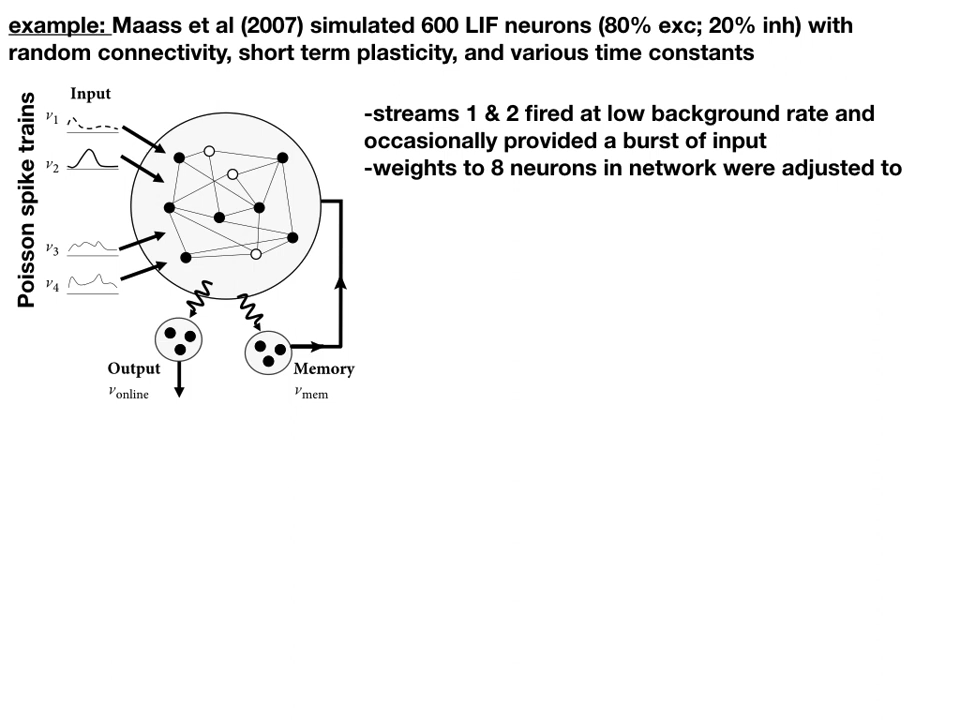 example: Maass et al (2007) simulated 600 LIF neurons (80% exc; 20% inh) with
random connectivity, short term plasticity, and various time constants
Poisson spike trains
Input
ν1
ν2
ν3
ν4
-streams 1 & 2 fired at low background rate and
occasionally provided a burst of input
-weights to 8 neurons in network were adjusted to
Output
νonline
Memory
νmem